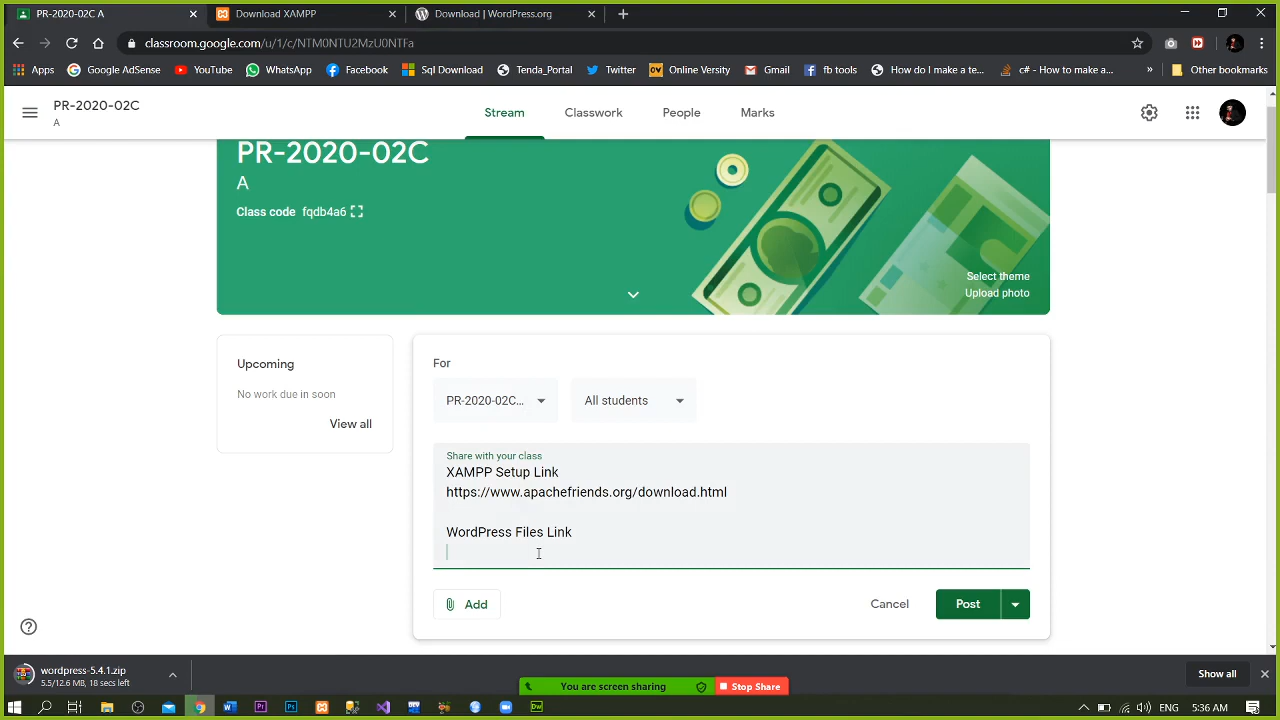 PR-2020-02C A
Download XAMPP
Download | WordPress.org
classroom.google.com/u/1/c/NTM0NTU2MzU0NTFa
Apps
Google AdSense
YouTube
WhatsApp
Facebook
Sql Download
Tenda_Portal
Twitter
Online Versity
Gmail
fb tools
How do I make a te...
c# - How to make a...
Other bookmarks
PR-2020-02C
A
Stream
Classwork
People
Marks
PR-2020-02C
A
Class code fqdb4a6
Select theme
Upload photo
Upcoming
No work due in soon
View all
For
PR-2020-02C...
All students
Share with your class
XAMPP Setup Link
https://www.apachefriends.org/download.html
WordPress Files Link
Add
Cancel
Post
wordpress-5.4.1.zip
5.5/12.6 MB, 18 secs left
Show all
You are screen sharing
Stop Share
ENG
5:36 AM